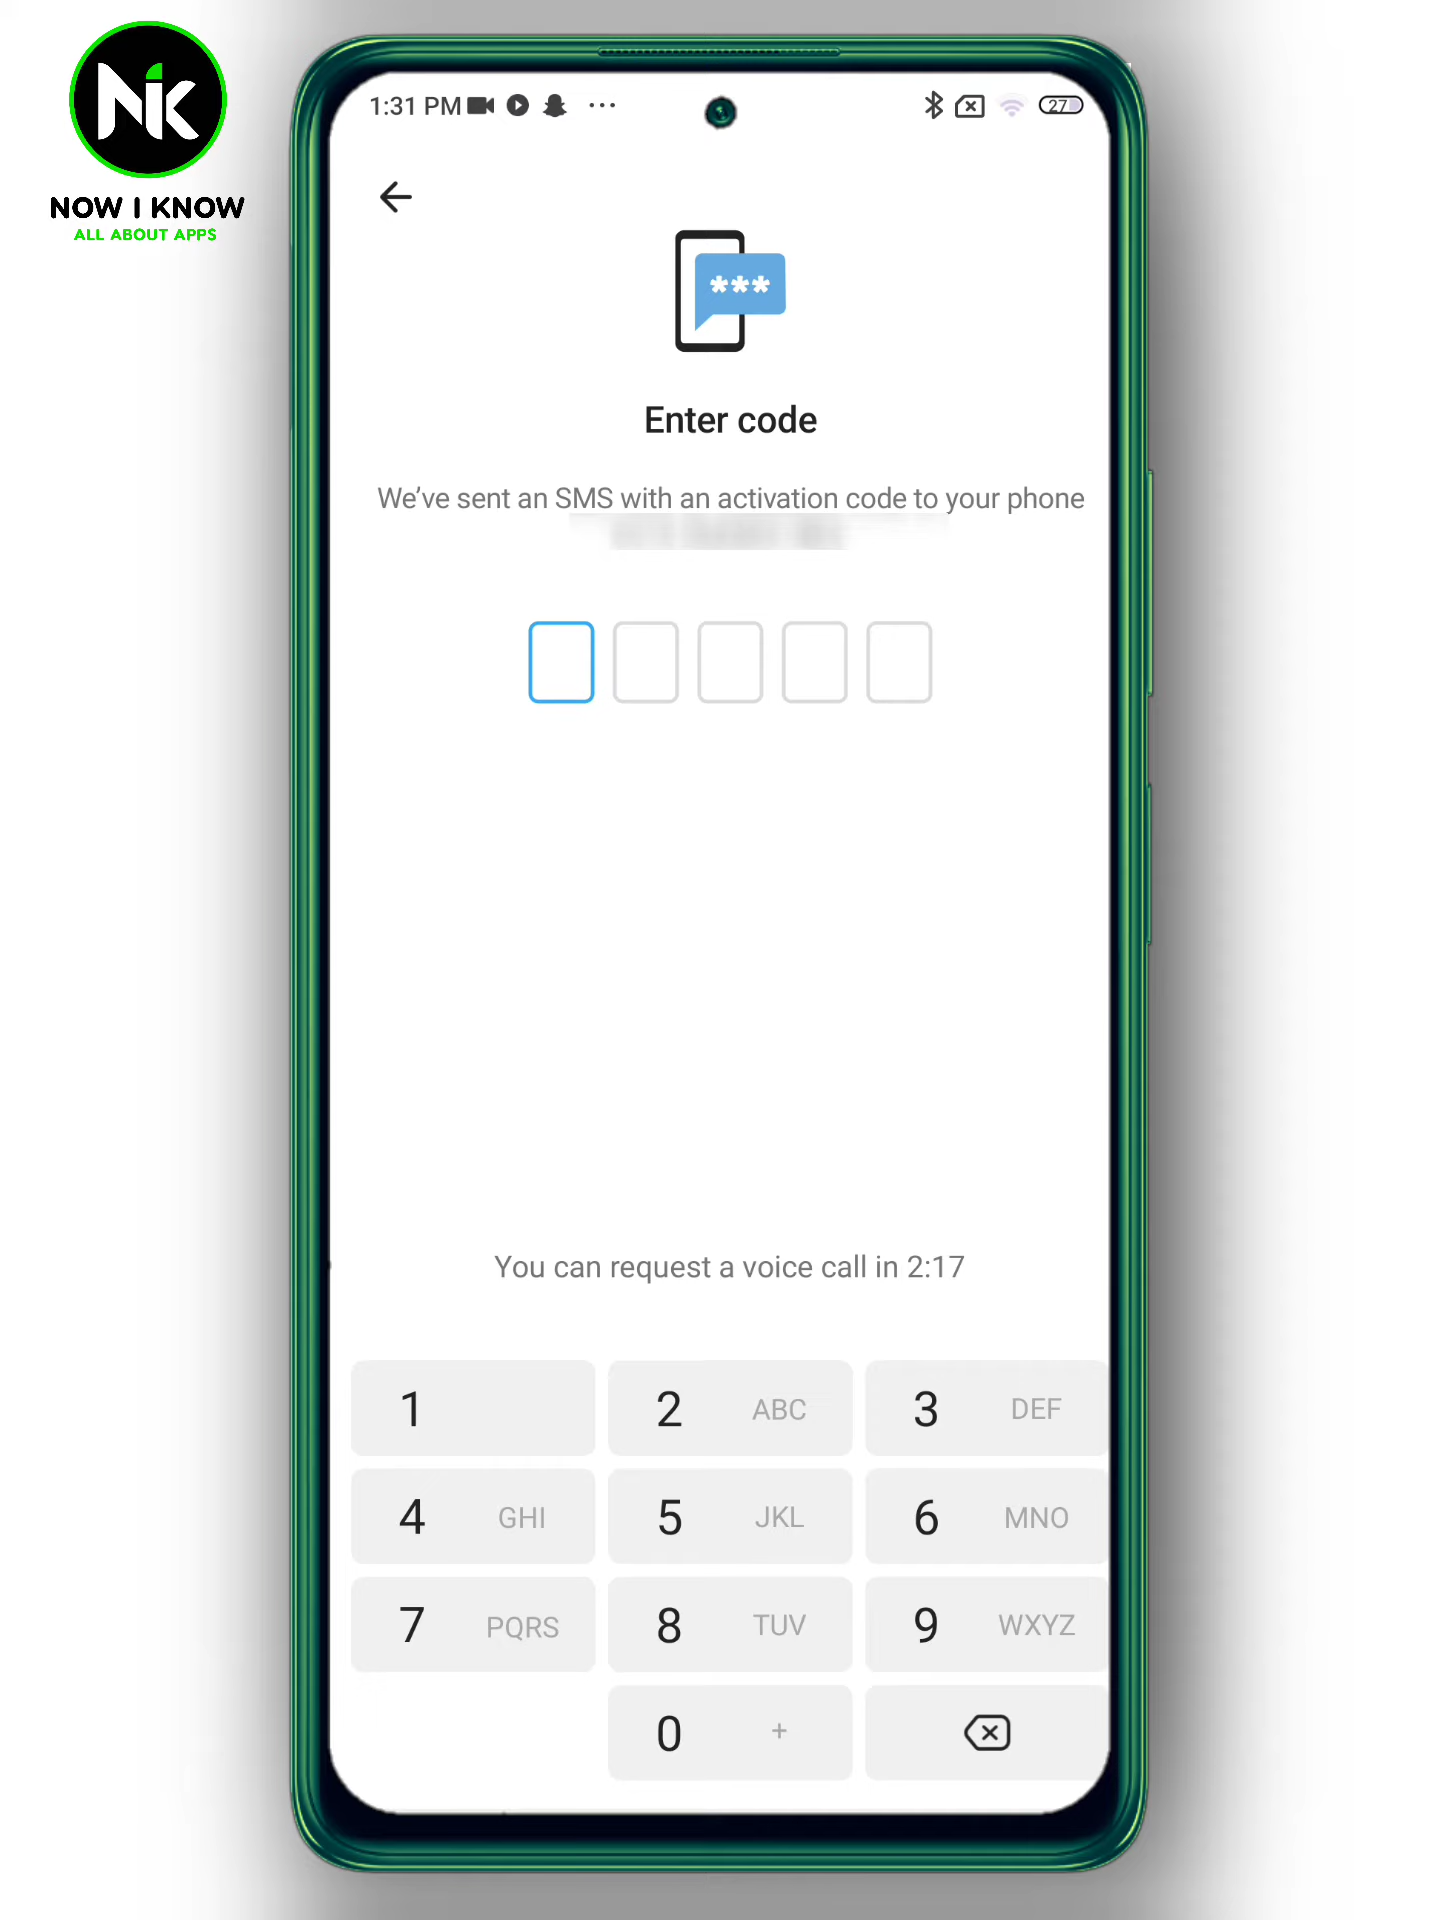 NiK
NOW I KNOW
ALL ABOUT APPS
1:31 PM
27
***
Enter code
We've sent an SMS with an activation code to your phone
You can request a voice call in 2:17
1
2 ABC
3 DEF
4 GHI
5 JKL
6 MNO
7 PQRS
8 TUV
9 WXYZ
0 +